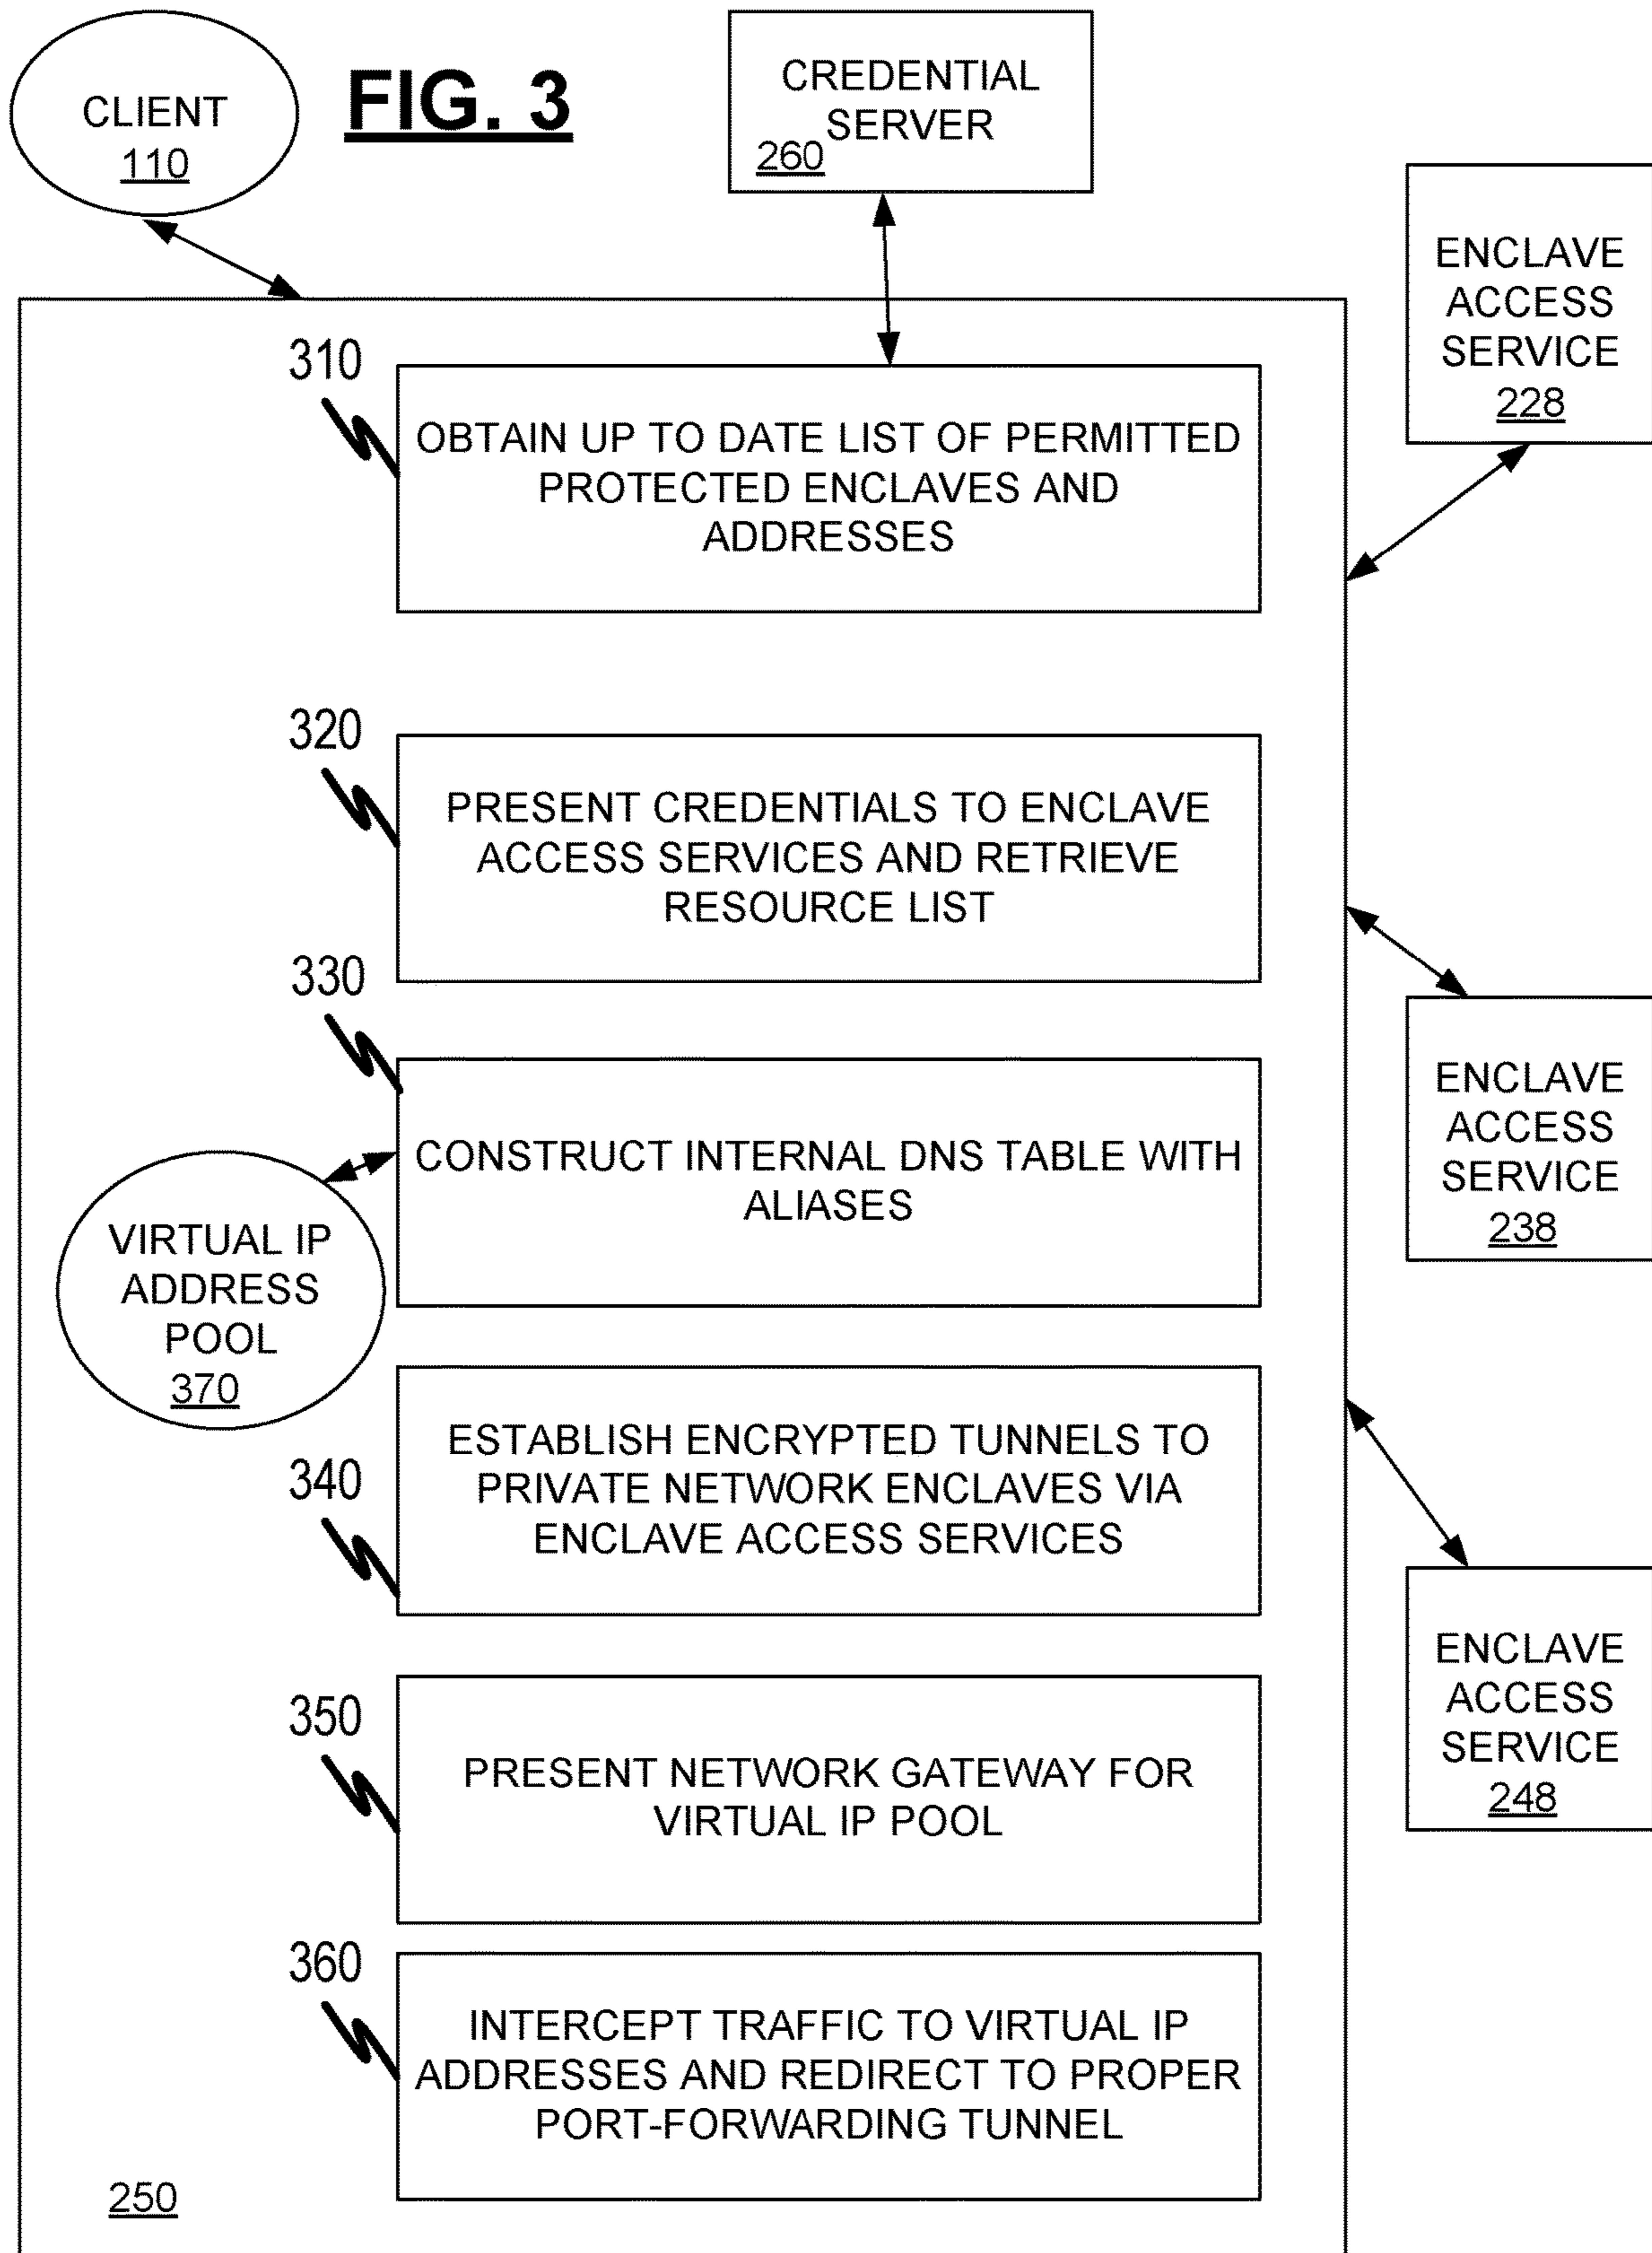 CLIENT
110
FIG. 3
CREDENTIAL
SERVER
260
ENCLAVE
ACCESS
SERVICE
228
310
OBTAIN UP TO DATE LIST OF PERMITTED
PROTECTED ENCLAVES AND
ADDRESSES
320
PRESENT CREDENTIALS TO ENCLAVE
ACCESS SERVICES AND RETRIEVE
RESOURCE LIST
330
CONSTRUCT INTERNAL DNS TABLE WITH
ALIASES
ENCLAVE
ACCESS
SERVICE
238
VIRTUAL IP
ADDRESS
POOL
370
340
ESTABLISH ENCRYPTED TUNNELS TO
PRIVATE NETWORK ENCLAVES VIA
ENCLAVE ACCESS SERVICES
350
PRESENT NETWORK GATEWAY FOR
VIRTUAL IP POOL
ENCLAVE
ACCESS
SERVICE
248
360
INTERCEPT TRAFFIC TO VIRTUAL IP
ADDRESSES AND REDIRECT TO PROPER
PORT-FORWARDING TUNNEL
250